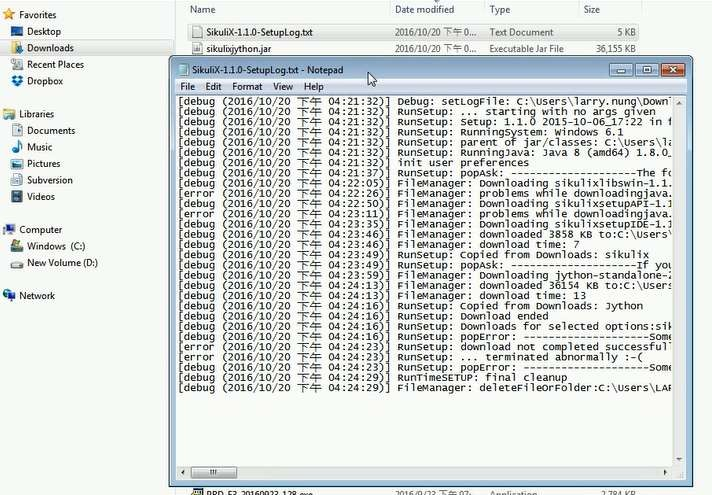 Favorites
Desktop
Downloads
Recent Places
Dropbox
Libraries
Documents
Music
Pictures
Subversion
Videos
Computer
Windows (C:)
New Volume (D:)
Network
Name Date modified Type Size
SikuliX-1.1.0-SetupLog.txt 2016/10/20 下午 0... Text Document 5 KB
sikulixjython.jar 2016/10/20 下午 0... Executable Jar File 36,155 KB
SikuliX-1.1.0-SetupLog.txt - Notepad
File Edit Format View Help
[debug (2016/10/20 下午 04:21:32)] Debug: setLogFile: C:\Users\larry.nung\Downl
[debug (2016/10/20 下午 04:21:32)] RunSetup: ... starting with no args given
[debug (2016/10/20 下午 04:21:32)] RunSetup: Setup: 1.1.0 2015-10-06_17:22 in f
[debug (2016/10/20 下午 04:21:32)] RunSetup: RunningSystem: Windows 6.1
[debug (2016/10/20 下午 04:21:32)] RunSetup: parent of jar/classes: C:\Users\la
[debug (2016/10/20 下午 04:21:32)] RunSetup: RunningJava: Java 8 (amd64) 1.8.0_
[debug (2016/10/20 下午 04:21:32)] init user preferences
[debug (2016/10/20 下午 04:21:37)] RunSetup: popAsk: --------------------The fo
[debug (2016/10/20 下午 04:22:05)] FileManager: Downloading sikulixlibswin-1.1.
[error (2016/10/20 下午 04:22:26)] FileManager: problems while downloadingjava.
[debug (2016/10/20 下午 04:22:50)] FileManager: Downloading sikulixsetupAPI-1.1
[error (2016/10/20 下午 04:23:11)] FileManager: problems while downloadingjava.
[debug (2016/10/20 下午 04:23:35)] FileManager: Downloading sikulixsetupIDE-1.1
[debug (2016/10/20 下午 04:23:46)] FileManager: downloaded 3858 KB to:C:\Users\
[debug (2016/10/20 下午 04:23:46)] FileManager: download time: 7
[debug (2016/10/20 下午 04:23:49)] RunSetup: Copied from Downloads: sikulix
[debug (2016/10/20 下午 04:23:49)] RunSetup: popAsk: --------------------If you
[debug (2016/10/20 下午 04:23:59)] FileManager: Downloading jython-standalone-2
[debug (2016/10/20 下午 04:24:13)] FileManager: downloaded 36154 KB to:C:\Users
[debug (2016/10/20 下午 04:24:13)] FileManager: download time: 13
[debug (2016/10/20 下午 04:24:16)] RunSetup: Copied from Downloads: Jython
[debug (2016/10/20 下午 04:24:16)] RunSetup: Download ended
[debug (2016/10/20 下午 04:24:16)] RunSetup: Downloads for selected options:sik
[debug (2016/10/20 下午 04:24:16)] RunSetup: popError: --------------------Some
[error (2016/10/20 下午 04:24:23)] RunSetup: download not completed successfull
[error (2016/10/20 下午 04:24:23)] RunSetup: ... terminated abnormally :-(
[debug (2016/10/20 下午 04:24:23)] RunSetup: popError: --------------------Some
[debug (2016/10/20 下午 04:24:29)] RunTimeSETUP: final cleanup
[debug (2016/10/20 下午 04:24:29)] FileManager: deleteFileOrFolder:C:\Users\LAR